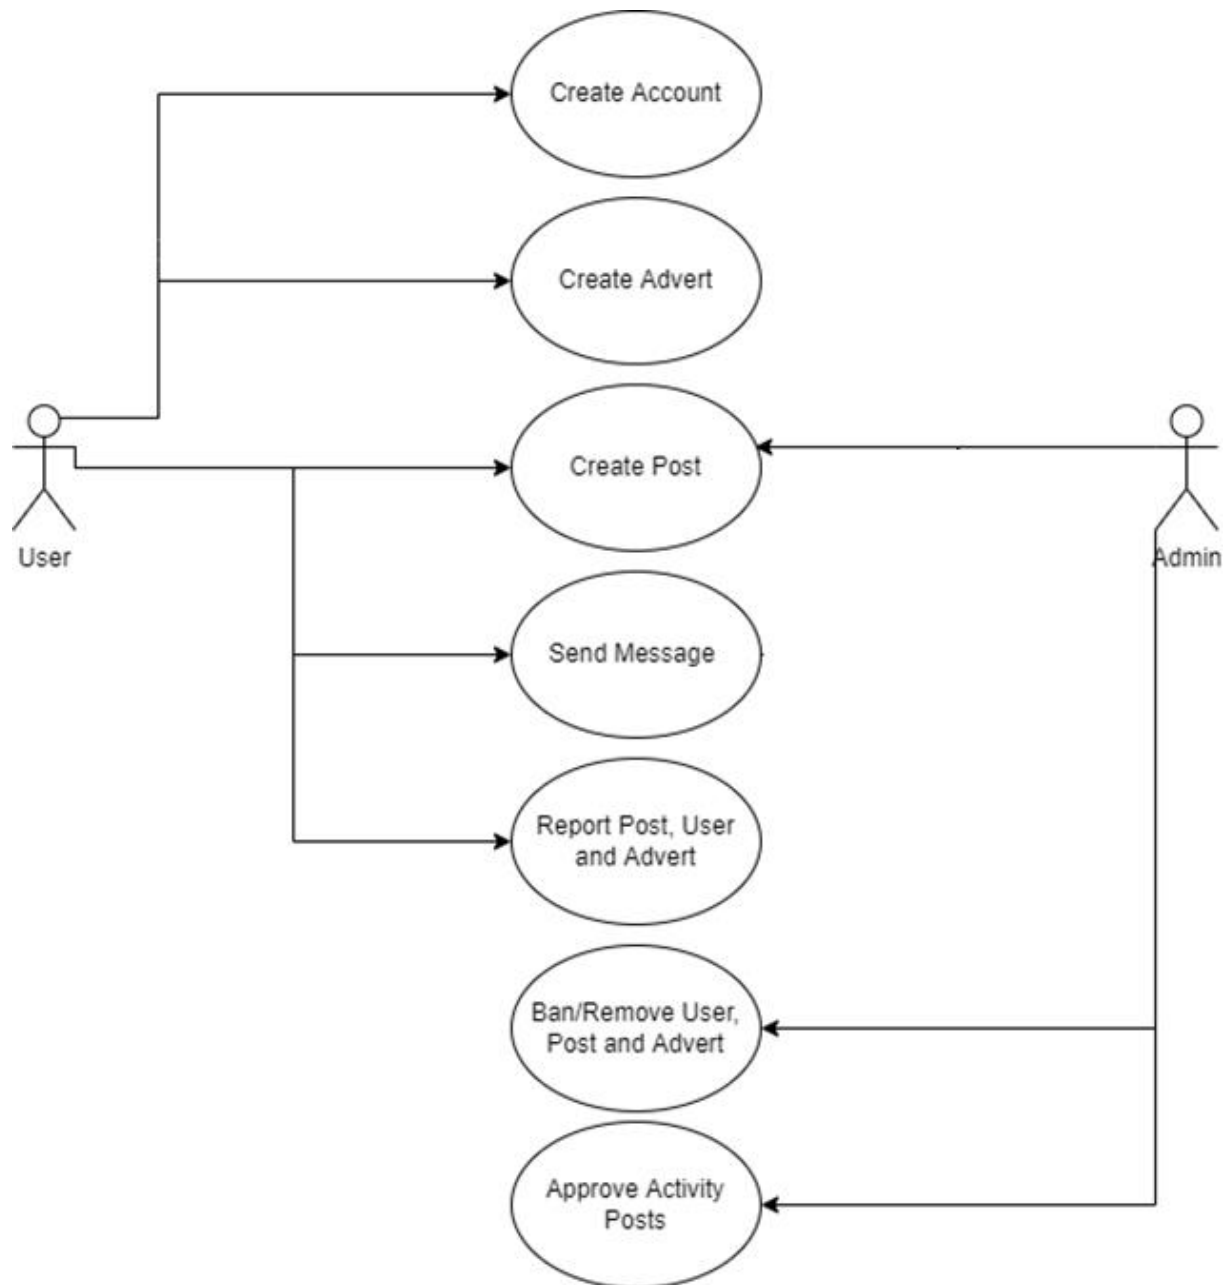 Create Account
Create Advert
Create Post
User
Admin
Send Message
Report Post, User
and Advert
Ban/Remove User,
Post and Advert
Approve Activity
Posts